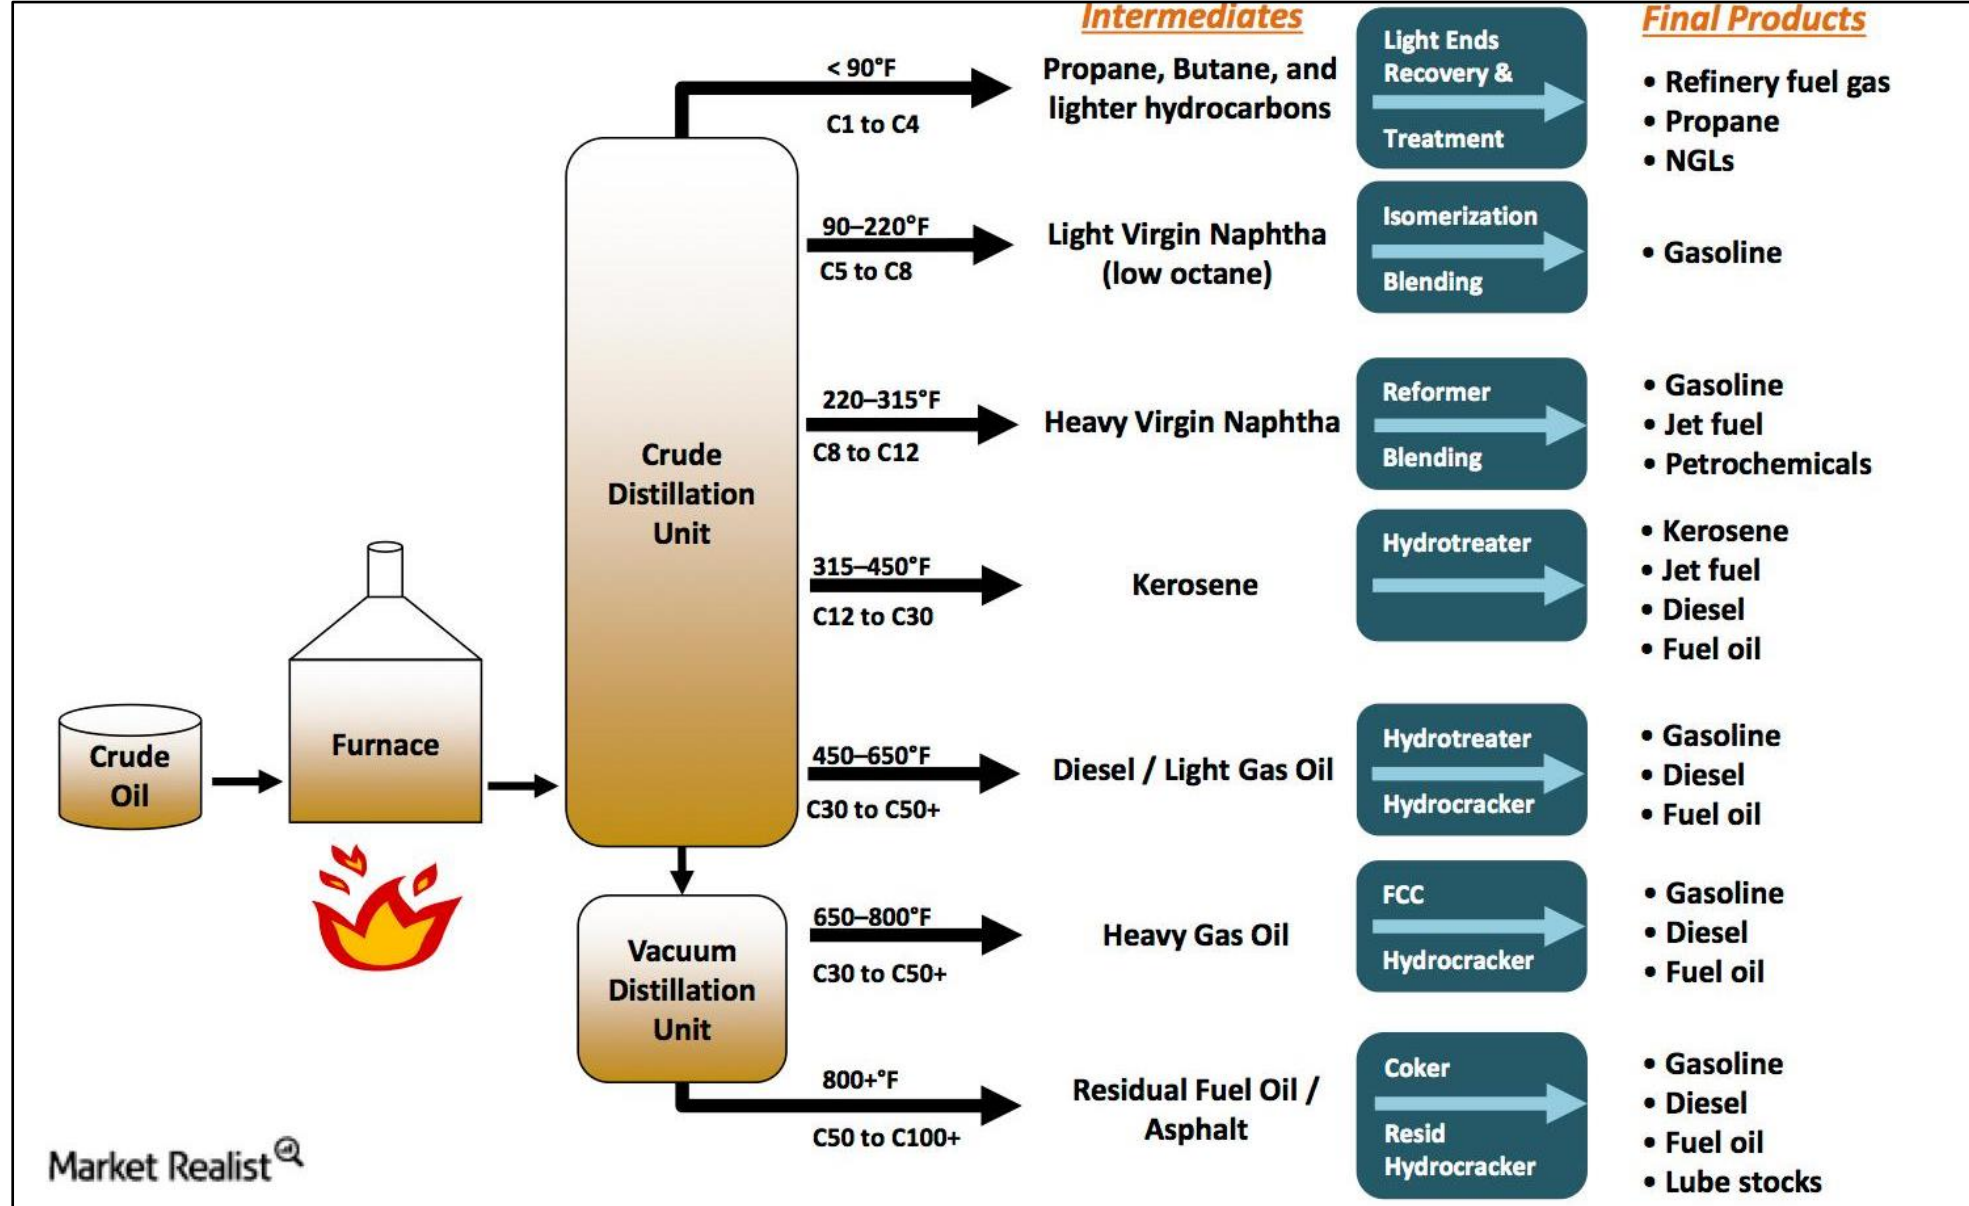 Intermediates
Final Products
< 90°F
C1 to C4
Propane, Butane, and
lighter hydrocarbons
Light Ends
Recovery &
Treatment
• Refinery fuel gas
• Propane
• NGLs
90–220°F
C5 to C8
Light Virgin Naphtha
(low octane)
Isomerization
Blending
• Gasoline
220–315°F
C8 to C12
Heavy Virgin Naphtha
Reformer
Blending
• Gasoline
• Jet fuel
• Petrochemicals
Crude
Distillation
Unit
315–450°F
C12 to C30
Kerosene
Hydrotreater
• Kerosene
• Jet fuel
• Diesel
• Fuel oil
Crude
Oil
Furnace
450–650°F
C30 to C50+
Diesel / Light Gas Oil
Hydrotreater
Hydrocracker
• Gasoline
• Diesel
• Fuel oil
Vacuum
Distillation
Unit
650–800°F
C30 to C50+
Heavy Gas Oil
FCC
Hydrocracker
• Gasoline
• Diesel
• Fuel oil
800+°F
C50 to C100+
Residual Fuel Oil /
Asphalt
Coker
Resid
Hydrocracker
• Gasoline
• Diesel
• Fuel oil
• Lube stocks
Market Realist